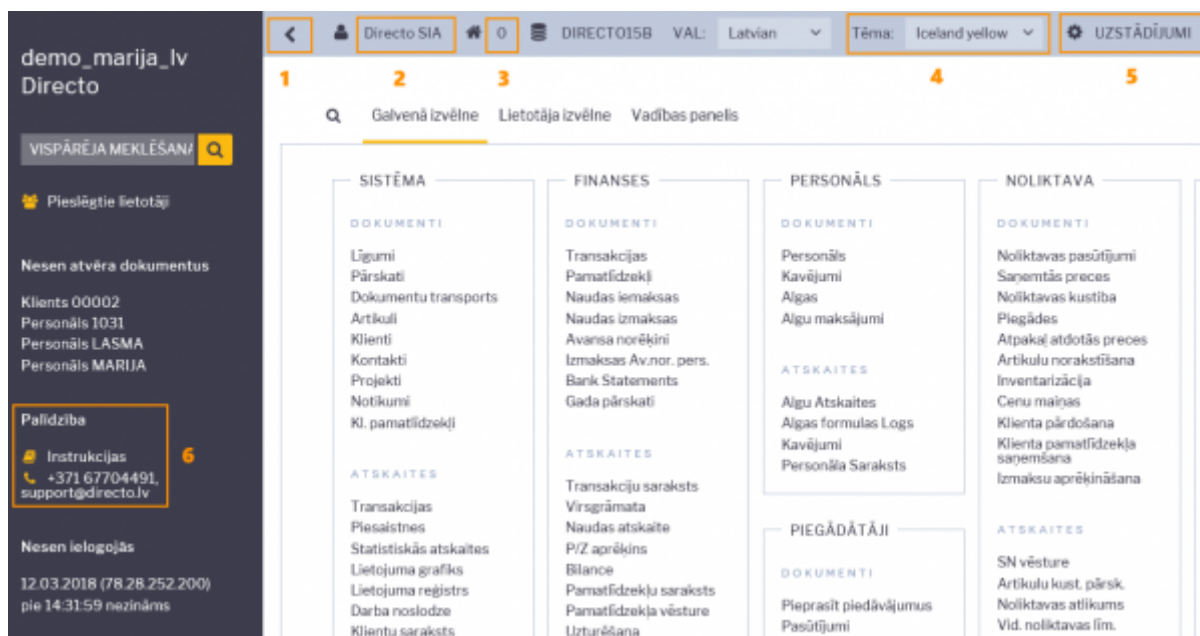 demo_marija_lv
Directo
VISPĀRĒJA MEKLĒŠANA
Pieslēgtie lietotāji
Nesen atvēra dokumentus
Klients 00002
Personāls 1031
Personāls LASMA
Personāls MARIJA
Palīdzība
Instrukcijas
+371 67704491,
support@directo.lv
6
Nesen ielogojās
12.03.2018 (78.28.252.200)
pie 14:31:59 nezināms
Directo SIA 0 DIRECTO15B VAL: Latvian Tēma: Iceland yellow UZSTĀDĪJUMI
1 2 3 4 5
Galvenā izvēlne Lietotāja izvēlne Vadības panelis
SISTĒMA
DOKUMENTI
Līgumi
Pārskati
Dokumentu transports
Artikuli
Klienti
Kontakti
Projekti
Notikumi
Kl. pamatlīdzekļi
ATSKAITES
Transakcijas
Piesaistnes
Statistiskās atskaites
Lietojuma grafiks
Lietojuma reģistrs
Darba noslodze
Klientu saraksts
FINANSES
Transakcijas
Pamatlīdzekļi
Naudas iemaksas
Naudas izmaksas
Avansa norēķini
Izmaksas Av.nor. pers.
Bank Statements
Gada pārskati
ATSKAITES
Transakciju saraksts
Virsgrāmata
Naudas atskaite
P/Z aprēķins
Bilance
Pamatlīdzekļu saraksts
Pamatlīdzekļa vēsture
Uzturēšana
PERSONĀLS
DOKUMENTI
Personāls
Kavējumi
Algas
Algu maksājumi
ATSKAITES
Algu Atskaites
Algas formulas Logs
Kavējumi
Personāla Saraksts
PIEGĀDĀTĀJI
DOKUMENTI
Pieprasīt piedāvājumus
Pasūtījumi
NOLIKTAVA
DOKUMENTI
Noliktavas pasūtījumi
Saņemtās preces
Noliktavas kustība
Piegādes
Atpakaļ atdotās preces
Artikulu norakstīšana
Inventarizācija
Cenu maiņas
Klienta pārdošana
Klienta pamatlīdzekļa
saņemšana
Izmaksu aprēķināšana
ATSKAITES
SN vēsture
Artikulu kust. pārsk.
Noliktavas atlikums
Vid. noliktavas līm.